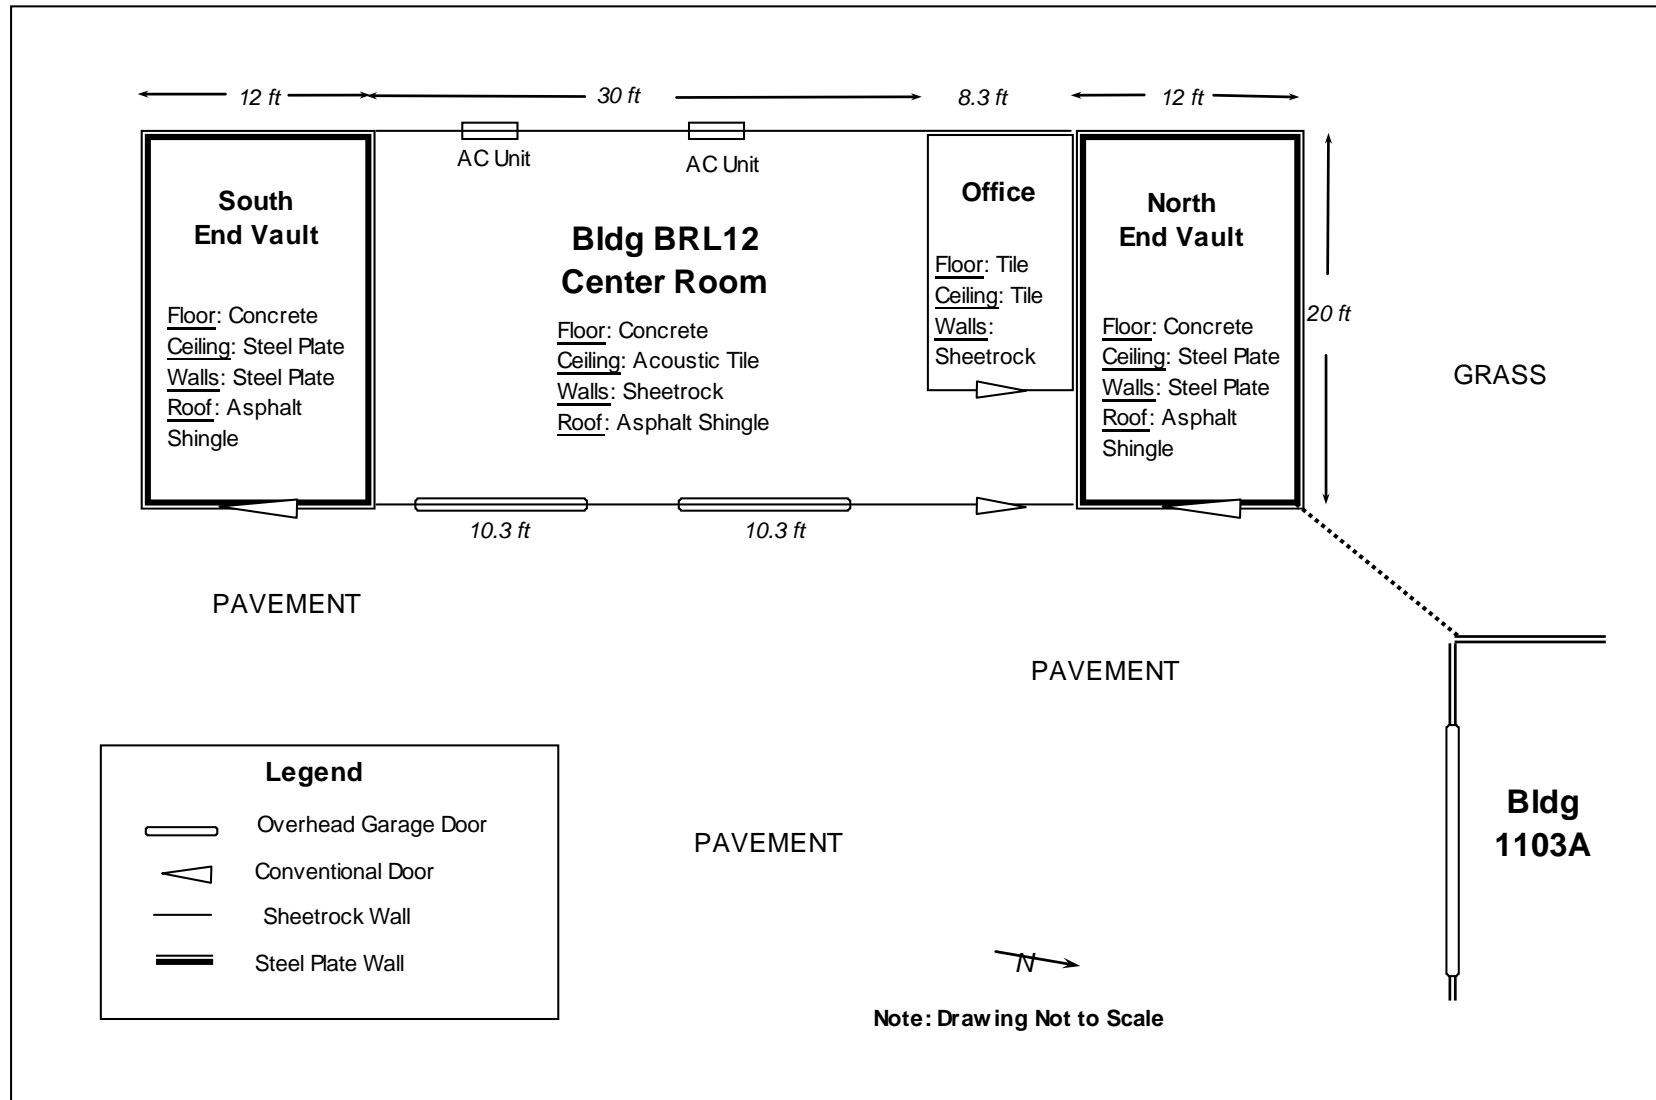 12 ft
30 ft
8.3 ft
12 ft
AC Unit
AC Unit
South
End Vault
Floor: Concrete
Ceiling: Steel Plate
Walls: Steel Plate
Roof: Asphalt
Shingle
Bldg BRL12
Center Room
Floor: Concrete
Ceiling: Acoustic Tile
Walls: Sheetrock
Roof: Asphalt Shingle
Office
Floor: Tile
Ceiling: Tile
Walls:
Sheetrock
North
End Vault
Floor: Concrete
Ceiling: Steel Plate
Walls: Steel Plate
Roof: Asphalt
Shingle
20 ft
GRASS
10.3 ft
10.3 ft
PAVEMENT
PAVEMENT
PAVEMENT
Legend
Overhead Garage Door
Conventional Door
Sheetrock Wall
Steel Plate Wall
Bldg
1103A
N
Note: Drawing Not to Scale